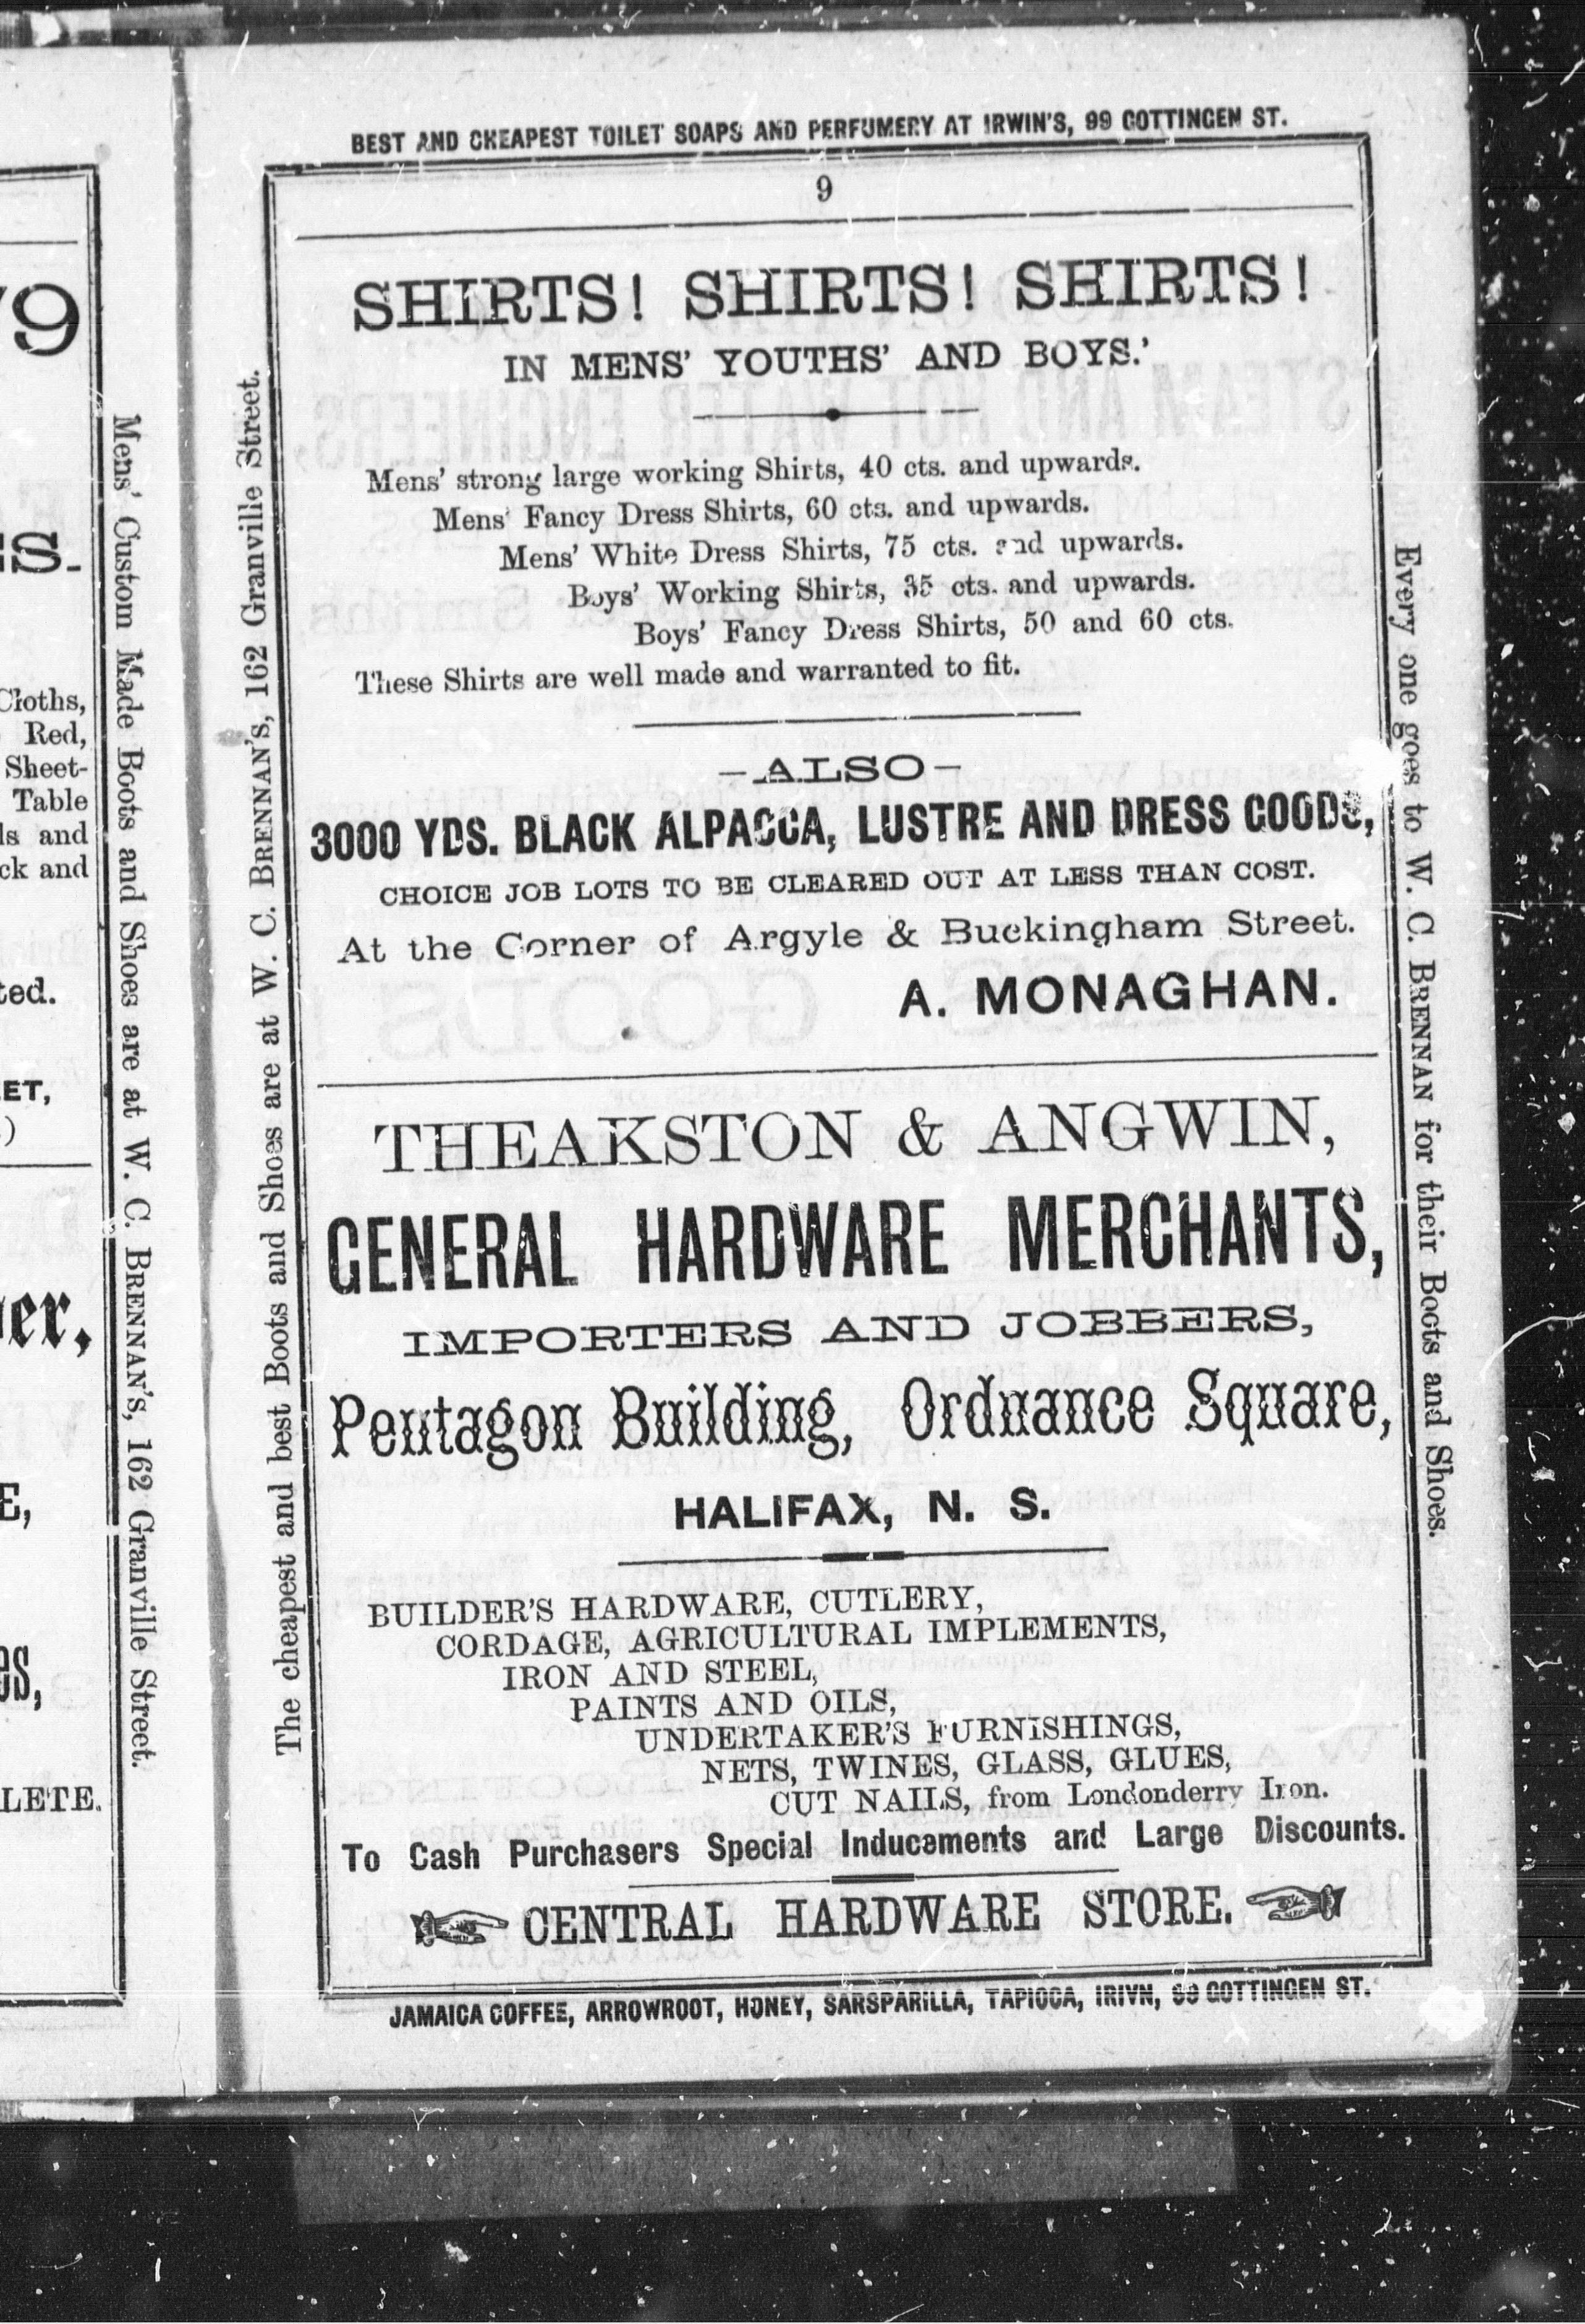 BEST AND CHEAPEST TOILET SOAPS AND PERFUMERY AT IRWIN'S, 99 GOTTINGEN ST.
9
SHIRTS! SHIRTS! SHIRTS!
IN MENS' YOUTHS' AND BOYS.'
Mens' strong large working Shirts, 40 cts. and upwards.
Mens' Fancy Dress Shirts, 60 cts. and upwards.
Mens' White Dress Shirts, 75 cts. and upwards.
Boys' Working Shirts, 35 cts. and upwards.
Boys' Fancy Dress Shirts, 50 and 60 cts.
These Shirts are well made and warranted to fit.
—ALSO—
3000 YDS. BLACK ALPACCA, LUSTRE AND DRESS GOODS,
CHOICE JOB LOTS TO BE CLEARED OUT AT LESS THAN COST.
At the Corner of Argyle & Buckingham Street.
A. MONAGHAN.
THEAKSTON & ANGWIN,
GENERAL HARDWARE MERCHANTS,
IMPORTERS AND JOBBERS,
Pentagon Building, Ordnance Square,
HALIFAX, N. S.
BUILDER'S HARDWARE, CUTLERY,
CORDAGE, AGRICULTURAL IMPLEMENTS,
IRON AND STEEL,
PAINTS AND OILS,
UNDERTAKER'S FURNISHINGS,
NETS, TWINES, GLASS, GLUES,
CUT NAILS, from Londonderry Iron.
To Cash Purchasers Special Inducements and Large Discounts.
CENTRAL HARDWARE STORE.
JAMAICA COFFEE, ARROWROOT, HONEY, SARSPARILLA, TAPIOCA, IRIVN, 99 GOTTINGEN ST.
The cheapest and best Boots and Shoes are at W. C. BRENNAN'S, 162 Granville Street.
Every one goes to W. C. BRENNAN for their Boots and Shoes.
Mens' Custom Made Boots and Shoes are at W. C. BRENNAN'S, 162 Granville Street.
Cloths,
Red,
Sheet-
Table
and
and